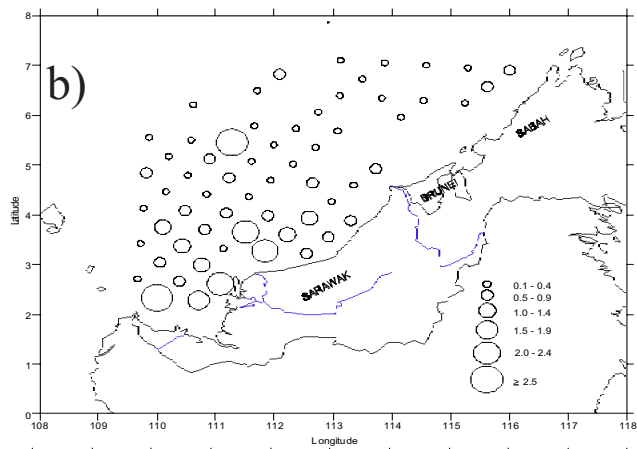 b)
8
7
6
5
4
3
2
1
0
Latitude
SABAH
BRUNEI
SARAWAK
0.1 - 0.4
0.5 - 0.9
1.0 - 1.4
1.5 - 1.9
2.0 - 2.4
≥ 2.5
108 109 110 111 112 113 114 115 116 117 118
Longitude